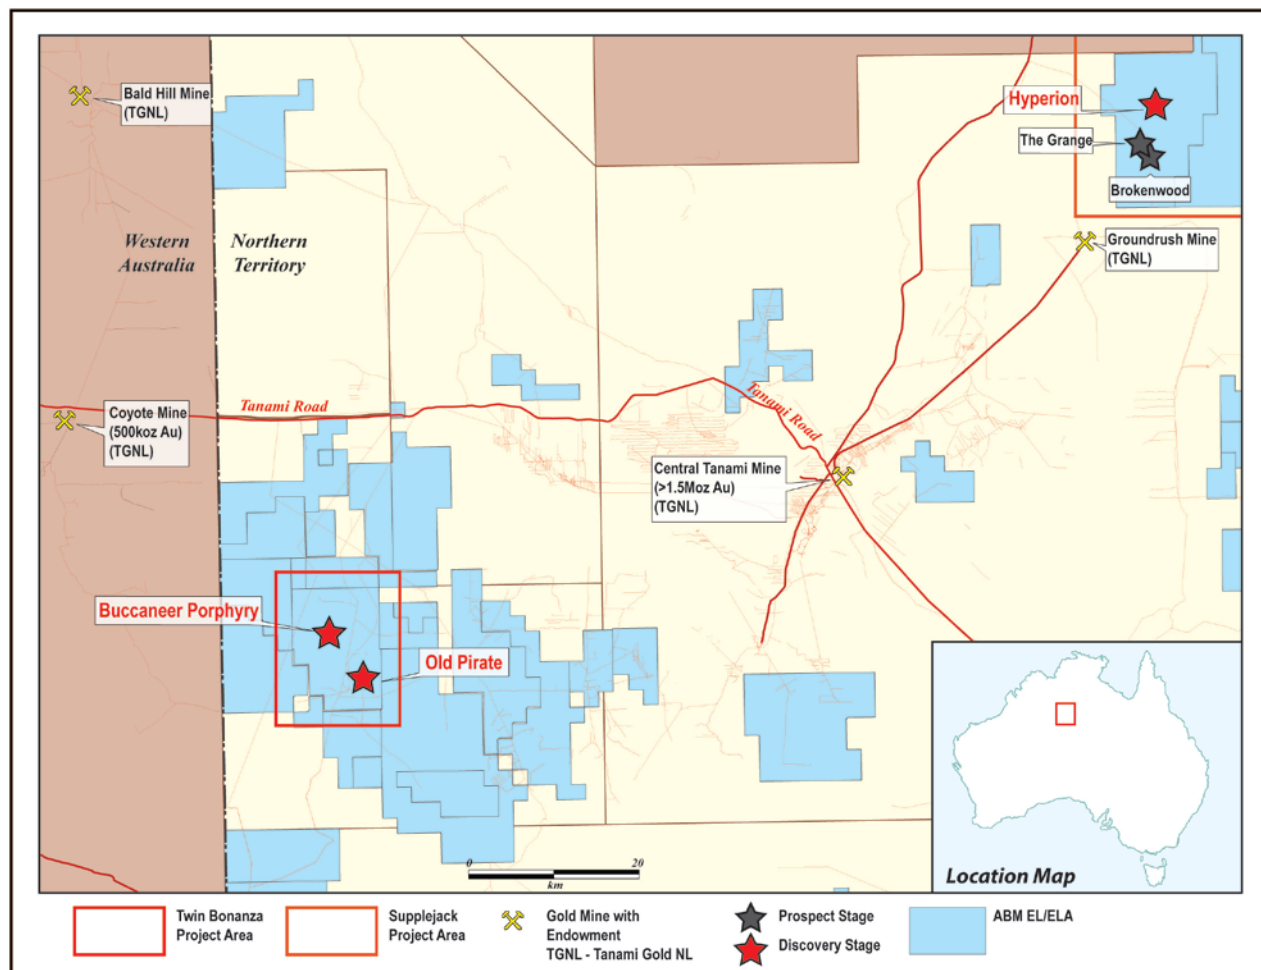 Bald Hill Mine
(TGNL)
Hyperion
The Grange
Brokenwood
Western
Australia
Northern
Territory
Groundrush Mine
(TGNL)
Tanami Road
Tanami Road
Coyote Mine
(500koz Au)
(TGNL)
Central Tanami Mine
(>1.5Moz Au)
(TGNL)
Buccaneer Porphyry
Old Pirate
0
20
km
Location Map
Twin Bonanza
Project Area
Supplejack
Project Area
Gold Mine with
Endowment
TGNL - Tanami Gold NL
Prospect Stage
Discovery Stage
ABM EL/ELA